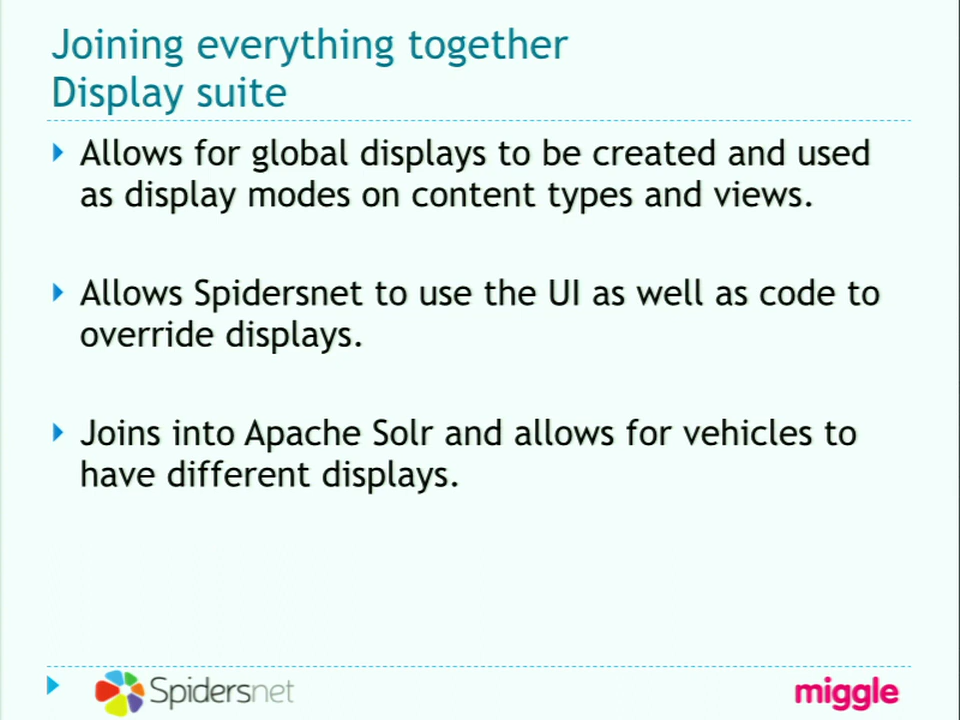 Joining everything together
Display suite
Allows for global displays to be created and used
as display modes on content types and views.
Allows Spidersnet to use the UI as well as code to
override displays.
Joins into Apache Solr and allows for vehicles to
have different displays.
Spidersnet
miggle